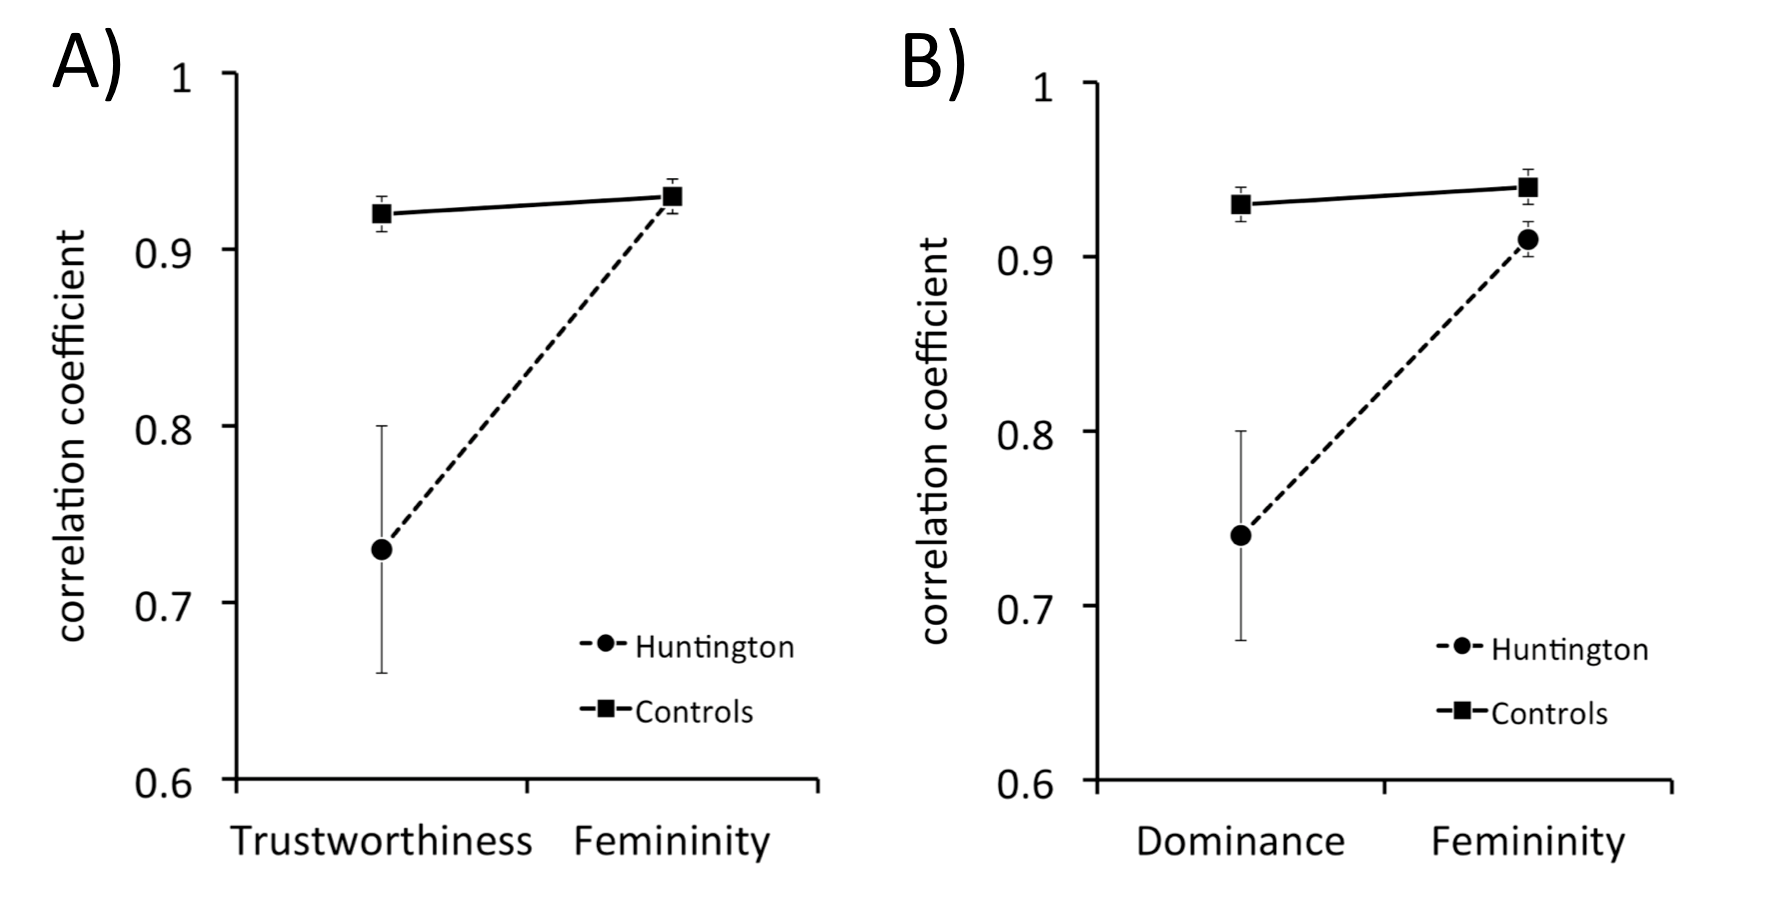 A)
correlation coefficient
1
0.9
0.8
0.7
0.6
Huntington
Controls
Trustworthiness Femininity
B)
correlation coefficient
1
0.9
0.8
0.7
0.6
Huntington
Controls
Dominance Femininity